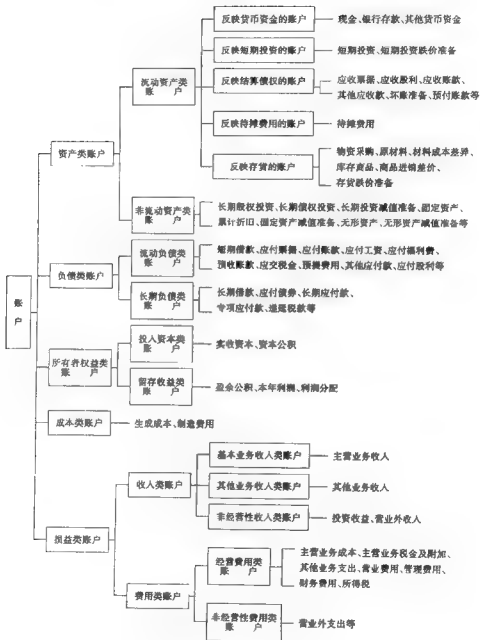 反映货币资金的账户
现金、银行存款、其他货币资金
反映短期投资的账户
短期投资、短期投资跌价准备
流动资产类
账 户
反映结算债权的账户
应收票据、应收股利、应收账款、
其他应收款、坏账准备、预付账款等
反映待摊费用的账户
待摊费用
反映存货的账户
物资采购、原材料、材料成本差异、
库存商品、商品进销差价、
存货跌价准备
资产类账户
非流动资产类
账 户
长期股权投资、长期债权投资、长期投资减值准备、固定资产、
累计折旧、固定资产减值准备、无形资产、无形资产减值准备等
负债类账户
流动负债类
账 户
短期借款、应付票据、应付账款、应付工资、应付福利费、
预收账款、应交税金、预提费用、其他应付款、应付股利等
长期负债类
账 户
长期借款、应付债券、长期应付款、
专项应付款、递延税款等
账
户
所有者权益类
账 户
投入资本类
账 户
实收资本、资本公积
留存收益类
账 户
盈余公积、本年利润、利润分配
成本类账户
生成成本、制造费用
损益类账户
收入类账户
基本业务收入类账户
主营业务收入
其他业务收入类账户
其他业务收入
非经营性收入类账户
投资收益、营业外收入
费用类账户
经营费用类
账 户
主营业务成本、主营业务税金及附加、
其他业务支出、营业费用、管理费用、
财务费用、所得税
非经营性费用类
账 户
营业外支出等